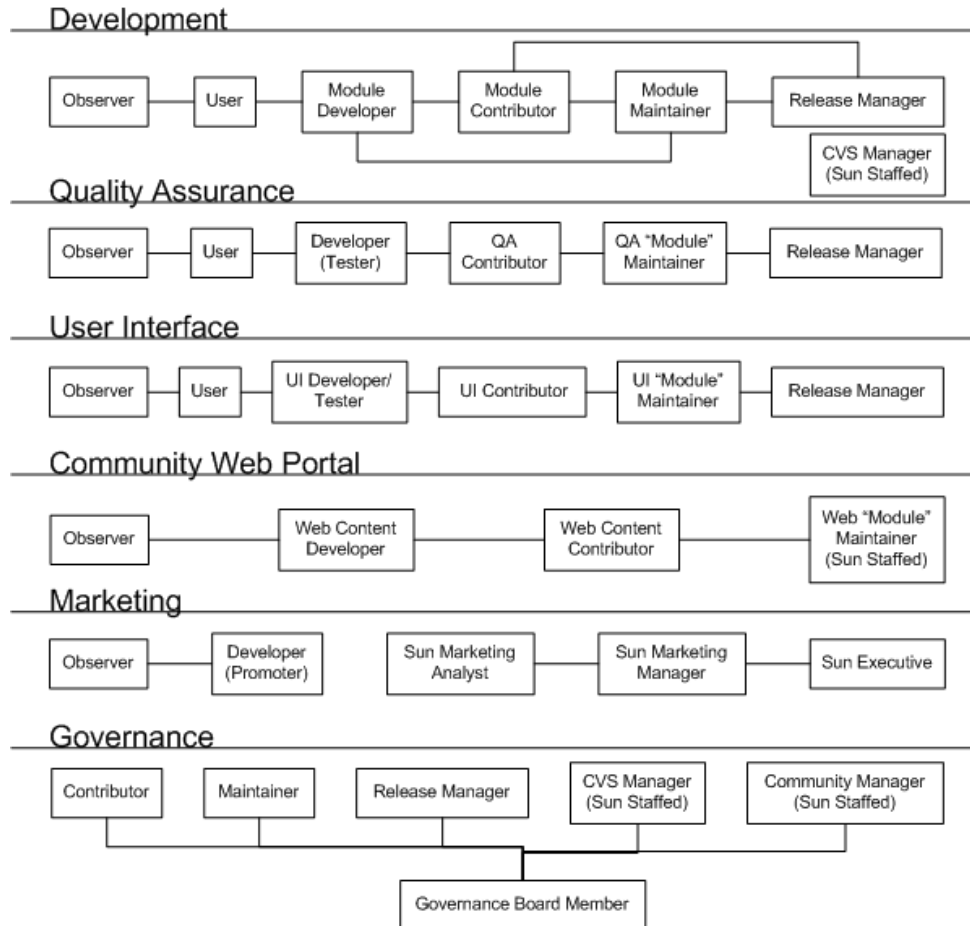 Development
Observer
User
Module
Developer
Module
Contributor
Module
Maintainer
Release Manager
CVS Manager
(Sun Staffed)
Quality Assurance
Observer
User
Developer
(Tester)
QA
Contributor
QA “Module”
Maintainer
Release Manager
User Interface
Observer
User
UI Developer/
Tester
UI Contributor
UI “Module”
Maintainer
Release Manager
Community Web Portal
Observer
Web Content
Developer
Web Content
Contributor
Web “Module”
Maintainer
(Sun Staffed)
Marketing
Observer
Developer
(Promoter)
Sun Marketing
Analyst
Sun Marketing
Manager
Sun Executive
Governance
Contributor
Maintainer
Release Manager
CVS Manager
(Sun Staffed)
Community Manager
(Sun Staffed)
Governance Board Member